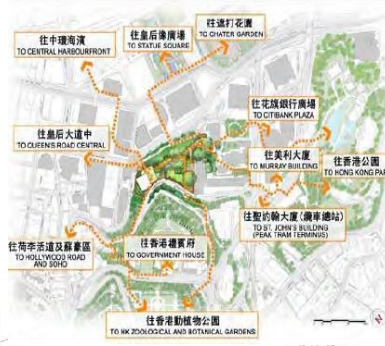 往遮打花園
TO CHATER GARDEN
往皇后像廣場
TO STATUE SQUARE
往中環海濱
TO CENTRAL HARBOURFRONT
往花旗銀行廣場
TO CITIBANK PLAZA
往皇后大道中
TO QUEEN'S ROAD CENTRAL
往美利大廈
TO MURRAY BUILDING
往香港公園
TO HONG KONG PARK
往聖約翰大廈(纜車總站)
TO ST. JOHN'S BUILDING
(PEAK TRAM TERMINUS)
往荷李活道及蘇豪區
TO HOLLYWOOD ROAD
AND SOHO
往香港禮賓府
TO GOVERNMENT HOUSE
往香港動植物公園
TO HK ZOOLOGICAL AND BOTANICAL GARDENS
N